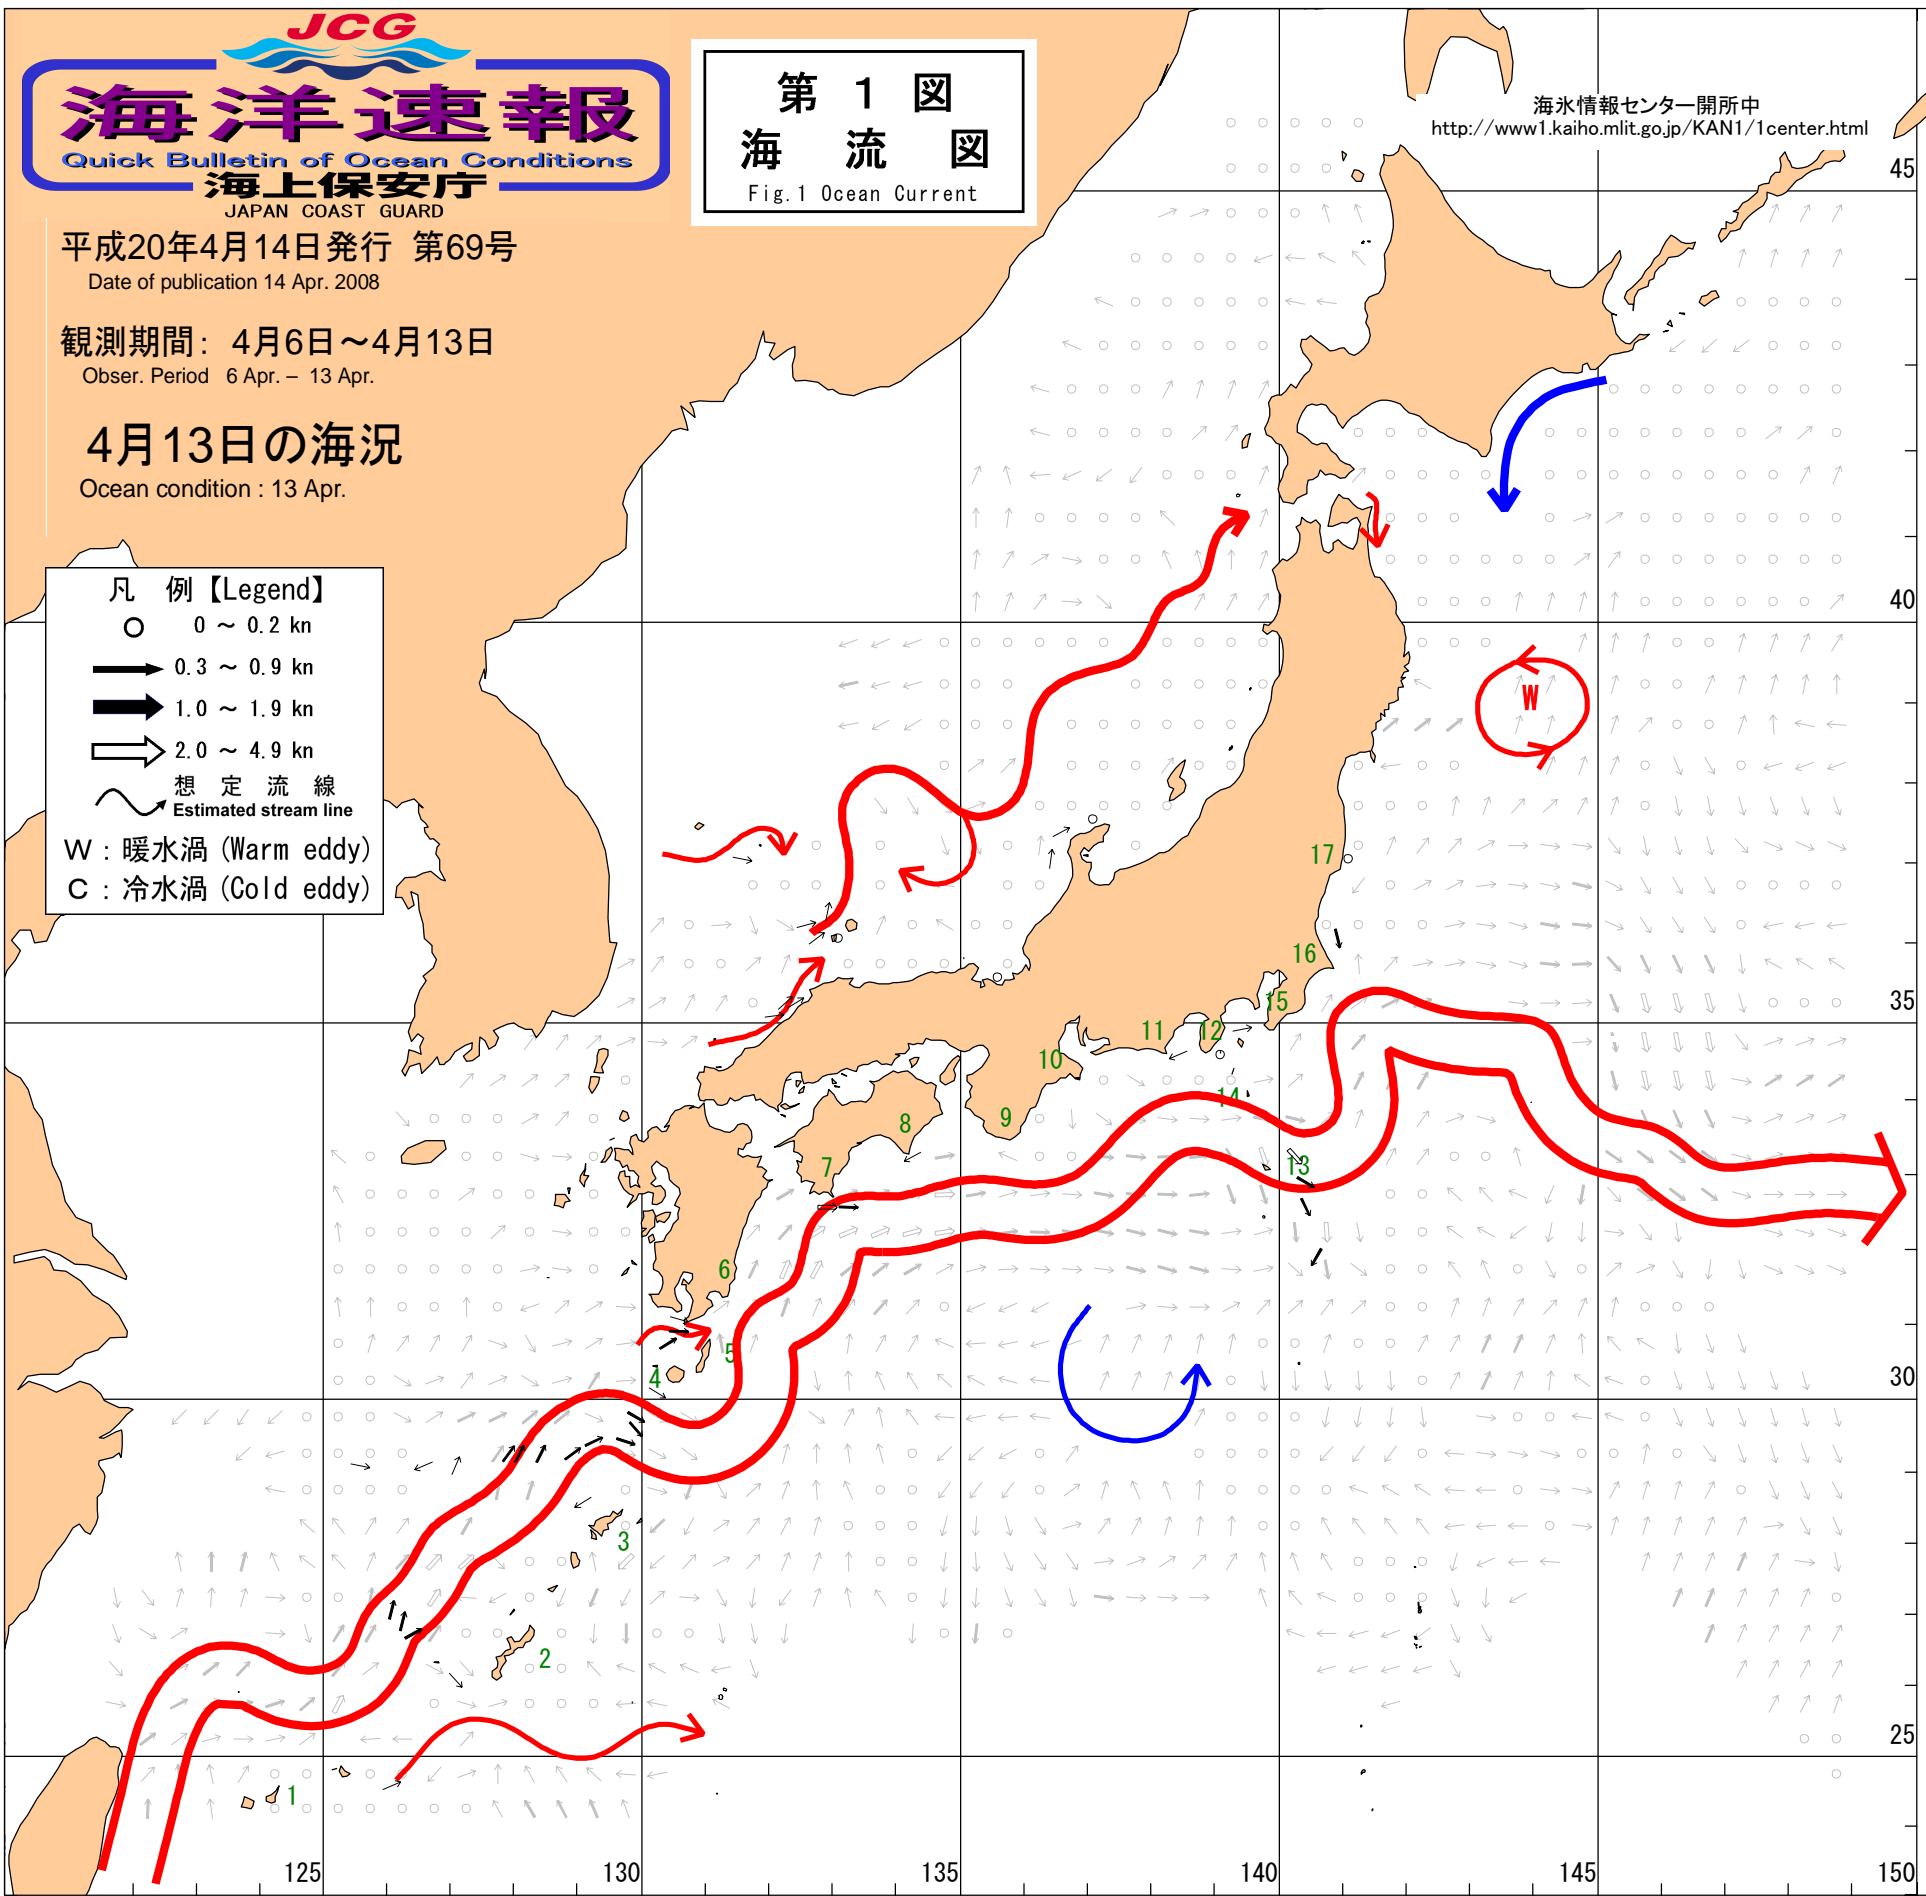 JCG
海洋速報
Quick Bulletin of Ocean Conditions
海上保安庁
JAPAN COAST GUARD
平成20年4月14日発行 第69号
Date of publication 14 Apr. 2008
観測期間: 4月6日～4月13日
Obser. Period 6 Apr. – 13 Apr.
4月13日の海況
Ocean condition : 13 Apr.
第 1 図
海 流 図
Fig.1 Ocean Current
海氷情報センター開所中
http://www1.kaiho.mlit.go.jp/KAN1/1center.html
凡 例【Legend】
0 ～ 0.2 kn
0.3 ～ 0.9 kn
1.0 ～ 1.9 kn
2.0 ～ 4.9 kn
想 定 流 線
Estimated stream line
W : 暖水渦 (Warm eddy)
C : 冷水渦 (Cold eddy)
45
40
W
17
16
35
15
12
11
10
14
9
8
7
13
6
5
4
30
3
2
25
1
125
130
135
140
145
150